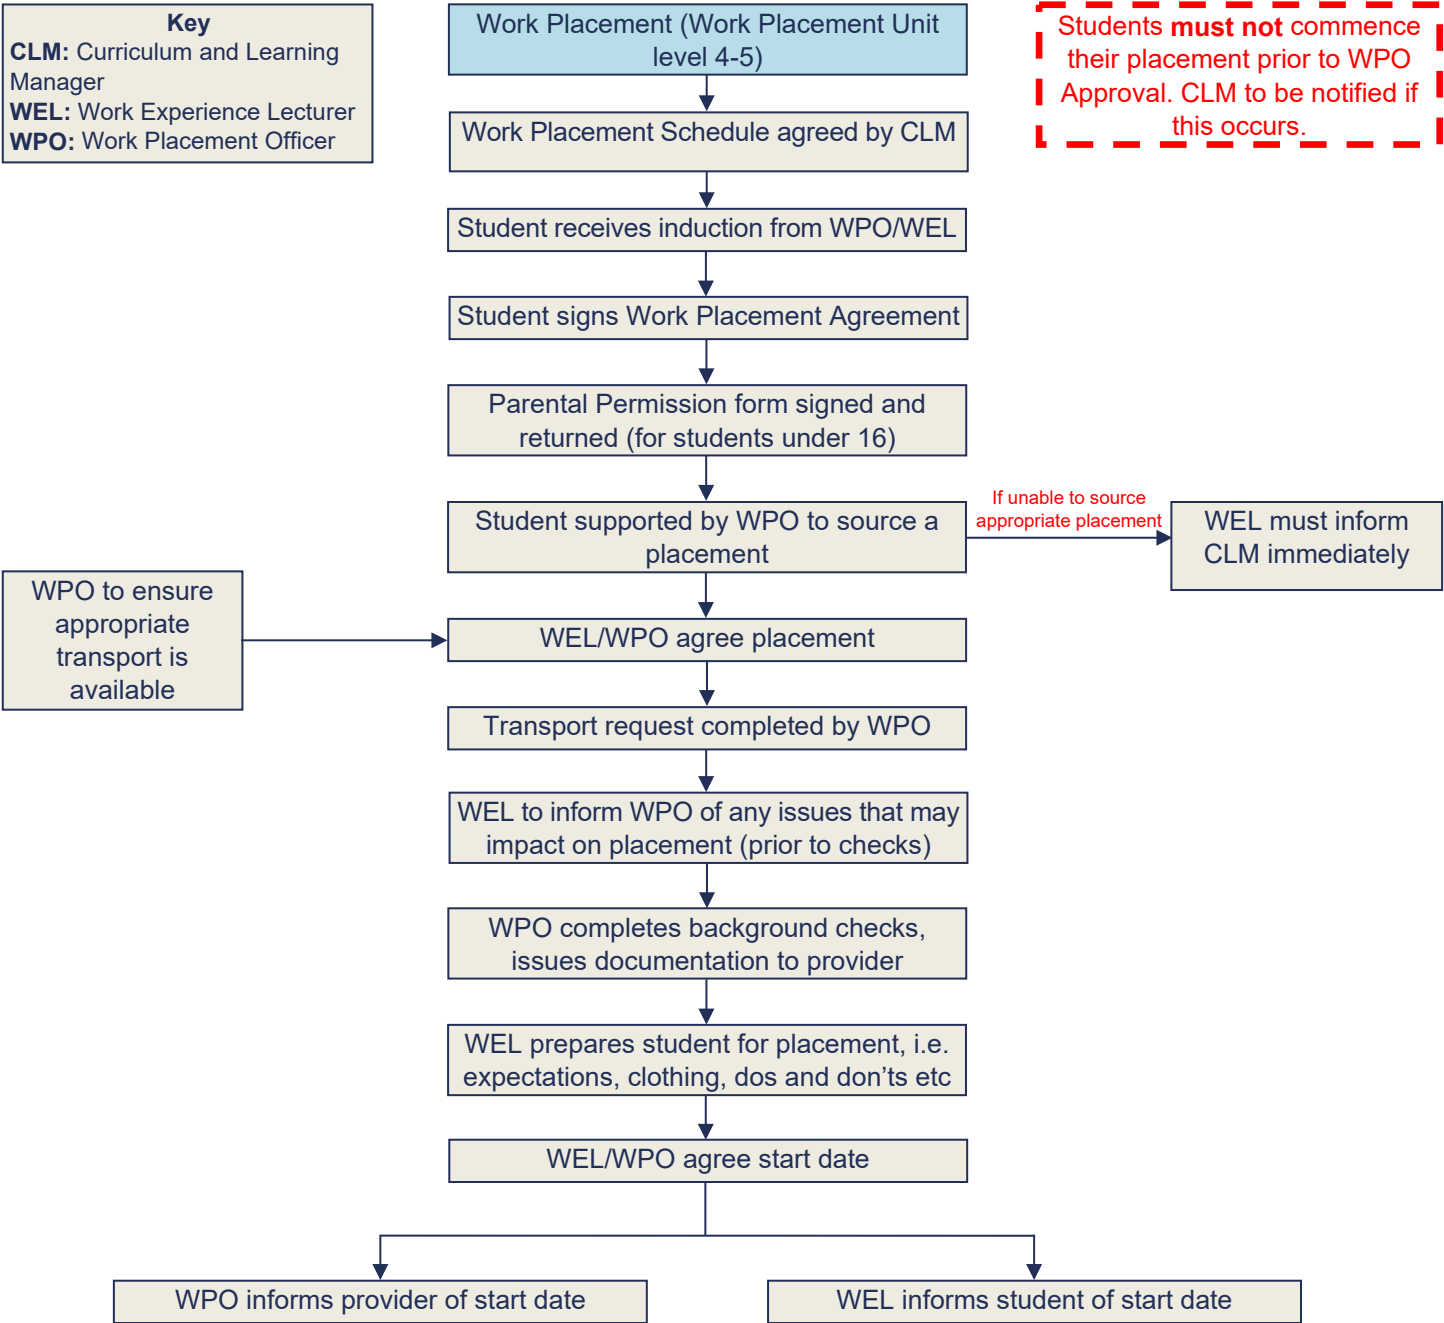 Key
CLM: Curriculum and Learning
Manager
WEL: Work Experience Lecturer
WPO: Work Placement Officer
Work Placement (Work Placement Unit
level 4-5)
Students must not commence
their placement prior to WPO
Approval. CLM to be notified if
this occurs.
Work Placement Schedule agreed by CLM
Student receives induction from WPO/WEL
Student signs Work Placement Agreement
Parental Permission form signed and
returned (for students under 16)
Student supported by WPO to source a
placement
If unable to source
appropriate placement
WEL must inform
CLM immediately
WPO to ensure
appropriate
transport is
available
WEL/WPO agree placement
Transport request completed by WPO
WEL to inform WPO of any issues that may
impact on placement (prior to checks)
WPO completes background checks,
issues documentation to provider
WEL prepares student for placement, i.e.
expectations, clothing, dos and don’ts etc
WEL/WPO agree start date
WPO informs provider of start date
WEL informs student of start date